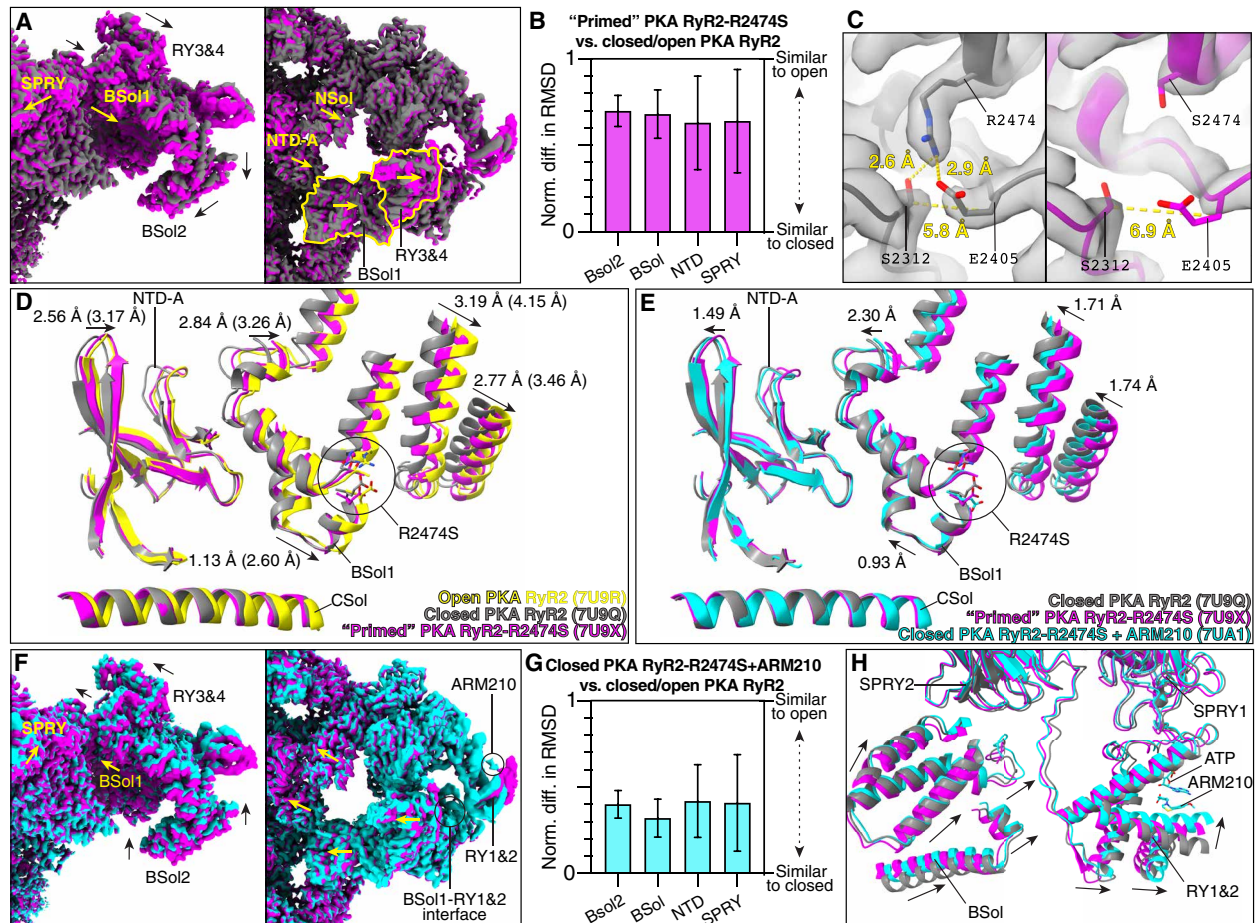 A
RY3&4
SPRY
BSol1
BSol2
NSol
NTD-A
RY3&4
BSol1
B
“Primed” PKA RyR2-R2474S
vs. closed/open PKA RyR2
Norm. diff. in RMSD
1
0
Similar
to open
Similar
to closed
Bsol2
BSol
NTD
SPRY
C
R2474
2.6 Å
2.9 Å
5.8 Å
S2312
E2405
S2474
6.9 Å
S2312
E2405
D
NTD-A
2.56 Å (3.17 Å)
2.84 Å (3.26 Å)
3.19 Å (4.15 Å)
2.77 Å (3.46 Å)
R2474S
1.13 Å (2.60 Å)
BSol1
CSol
Open PKA RyR2 (7U9R)
Closed PKA RyR2 (7U9Q)
“Primed” PKA RyR2-R2474S (7U9X)
E
NTD-A
1.49 Å
2.30 Å
1.71 Å
1.74 Å
R2474S
0.93 Å
BSol1
CSol
Closed PKA RyR2 (7U9Q)
“Primed” PKA RyR2-R2474S (7U9X)
Closed PKA RyR2-R2474S + ARM210 (7UA1)
F
RY3&4
SPRY
BSol1
BSol2
ARM210
RY1&2
BSol1-RY1&2
interface
G
Closed PKA RyR2-R2474S+ARM210
vs. closed/open PKA RyR2
Norm. diff. in RMSD
1
0
Similar
to open
Similar
to closed
Bsol2
BSol
NTD
SPRY
H
SPRY2
SPRY1
ATP
ARM210
RY1&2
BSol